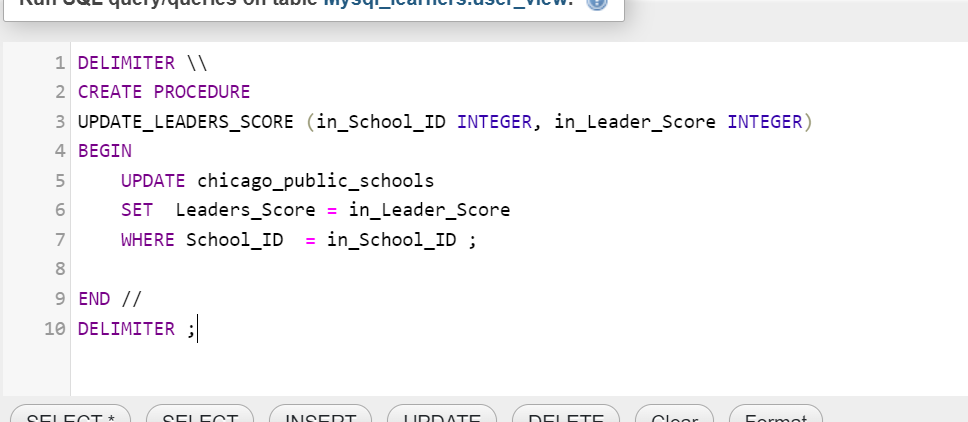 Run SQL query/queries on table Mysql_learners.user_view:
1 DELIMITER \\
2 CREATE PROCEDURE
3 UPDATE_LEADERS_SCORE (in_School_ID INTEGER, in_Leader_Score INTEGER)
4 BEGIN
5 UPDATE chicago_public_schools
6 SET  Leaders_Score = in_Leader_Score
7 WHERE School_ID  = in_School_ID ;
8
9 END //
10 DELIMITER ;
SELECT * SELECT INSERT UPDATE DELETE Clear Format